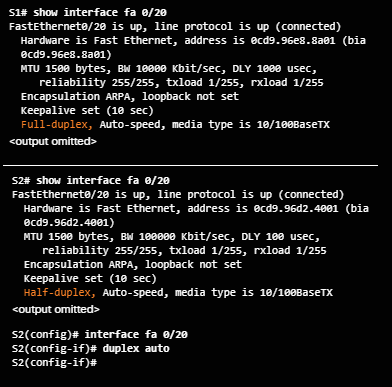 S1# show interface fa 0/20
FastEthernet0/20 is up, line protocol is up (connected)
Hardware is Fast Ethernet, address is 0cd9.96e8.8a01 (bia
0cd9.96e8.8a01)
MTU 1500 bytes, BW 10000 Kbit/sec, DLY 1000 usec,
reliability 255/255, txload 1/255, rxload 1/255
Encapsulation ARPA, loopback not set
Keepalive set (10 sec)
Full-duplex, Auto-speed, media type is 10/100BaseTX
<output omitted>
S2# show interface fa 0/20
FastEthernet0/20 is up, line protocol is up (connected)
Hardware is Fast Ethernet, address is 0cd9.96d2.4001 (bia
0cd9.96d2.4001)
MTU 1500 bytes, BW 100000 Kbit/sec, DLY 100 usec,
reliability 255/255, txload 1/255, rxload 1/255
Encapsulation ARPA, loopback not set
Keepalive set (10 sec)
Half-duplex, Auto-speed, media type is 10/100BaseTX
<output omitted>
S2(config)# interface fa 0/20
S2(config-if)# duplex auto
S2(config-if)#